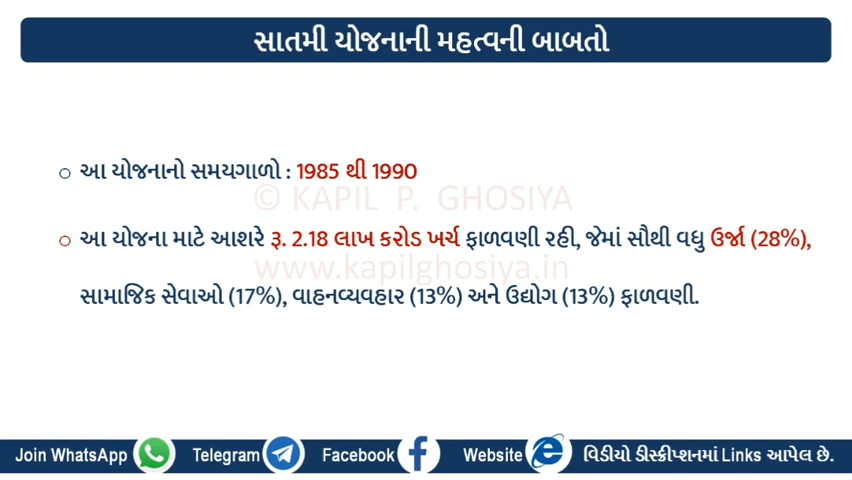 સાતમી યોજનાની મહત્વની બાબતો
આ યોજનાનો સમયગાળો : 1985 થી 1990
© KAPIL P. GHOSIYA
આ યોજના માટે આશરે રૂ. 2.18 લાખ કરોડ ખર્ચ ફાળવણી રહી, જેમાં સૌથી વધુ ઉર્જા (28%),
www.kapilghosiya.in
સામાજિક સેવાઓ (17%), વાહનવ્યવહાર (13%) અને ઉદ્યોગ (13%) ફાળવણી.
Join WhatsApp Telegram Facebook Website વિડીયો ડીસ્ક્રીપ્શનમાં Links આપેલ છે.